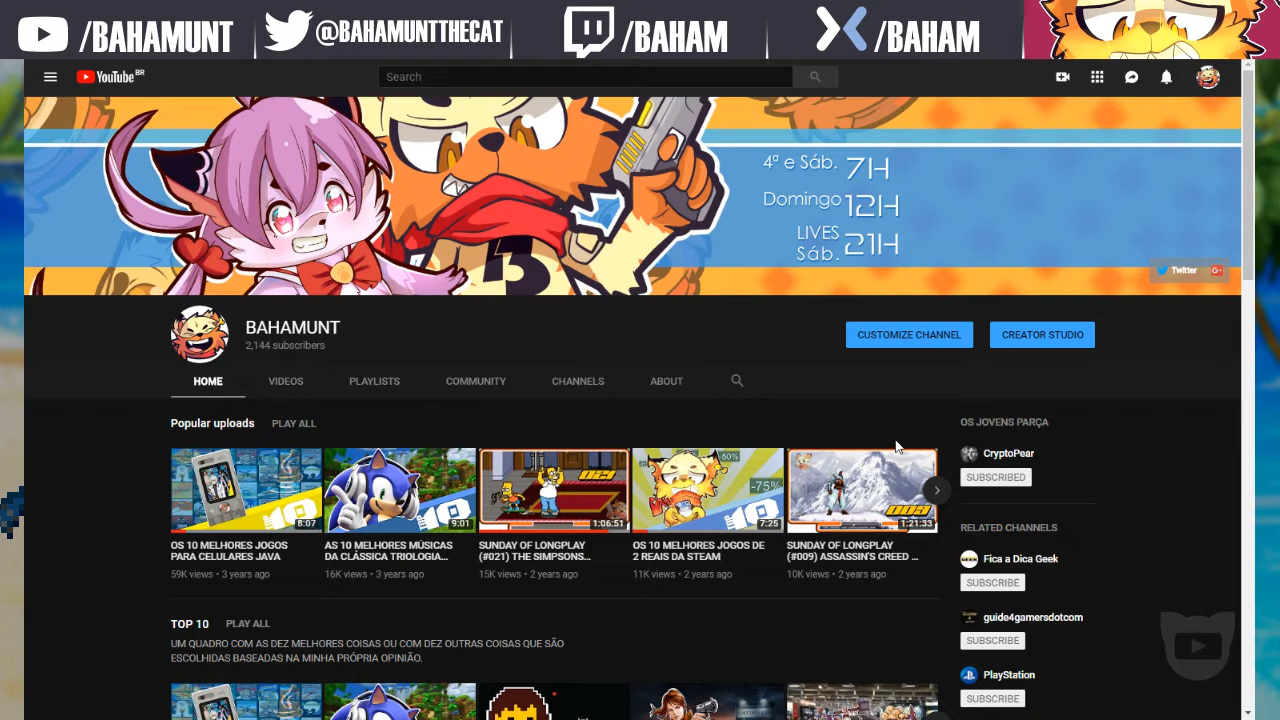 /BAHAMUNT
@BAHAMUNTTHECAT
/BAHAM
/BAHAM
YouTube BR
Search
4ª e Sáb. 7H
Domingo 12H
LIVES
Sáb. 21H
Twitter
BAHAMUNT
2,144 subscribers
CUSTOMIZE CHANNEL
CREATOR STUDIO
HOME
VIDEOS
PLAYLISTS
COMMUNITY
CHANNELS
ABOUT
Popular uploads
PLAY ALL
10
8:07
10
9:01
1:06:51
-60%
-75%
10
7:25
009
1:21:33
OS 10 MELHORES JOGOS
PARA CELULARES JAVA
59K views • 3 years ago
AS 10 MELHORES MÚSICAS
DA CLÁSSICA TRIOLOGIA...
16K views • 3 years ago
SUNDAY OF LONGPLAY
(#021) THE SIMPSONS...
15K views • 2 years ago
OS 10 MELHORES JOGOS DE
2 REAIS DA STEAM
11K views • 2 years ago
SUNDAY OF LONGPLAY
(#009) ASSASSIN'S CREED ...
10K views • 2 years ago
OS JOVENS PARÇA
CryptoPear
SUBSCRIBED
RELATED CHANNELS
Fica a Dica Geek
SUBSCRIBE
guide4gamersdotcom
SUBSCRIBE
PlayStation
SUBSCRIBE
TOP 10
PLAY ALL
UM QUADRO COM AS DEZ MELHORES COISAS OU COM DEZ OUTRAS COISAS QUE SÃO
ESCOLHIDAS BASEADAS NA MINHA PRÓPRIA OPINIÃO.